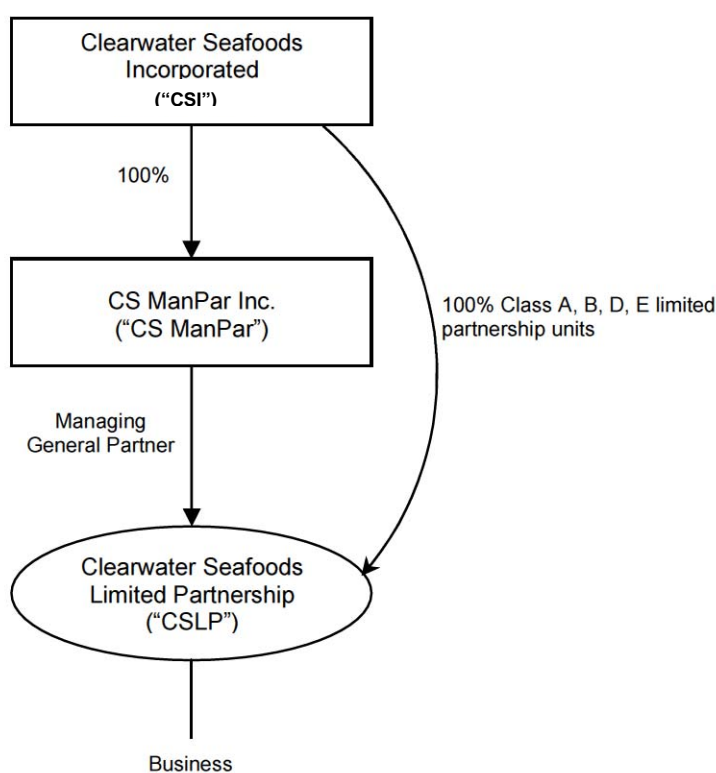 Clearwater Seafoods
Incorporated
(“CSI”)
100%
CS ManPar Inc.
(“CS ManPar”)
100% Class A, B, D, E limited
partnership units
Managing
General Partner
Clearwater Seafoods
Limited Partnership
(“CSLP”)
Business